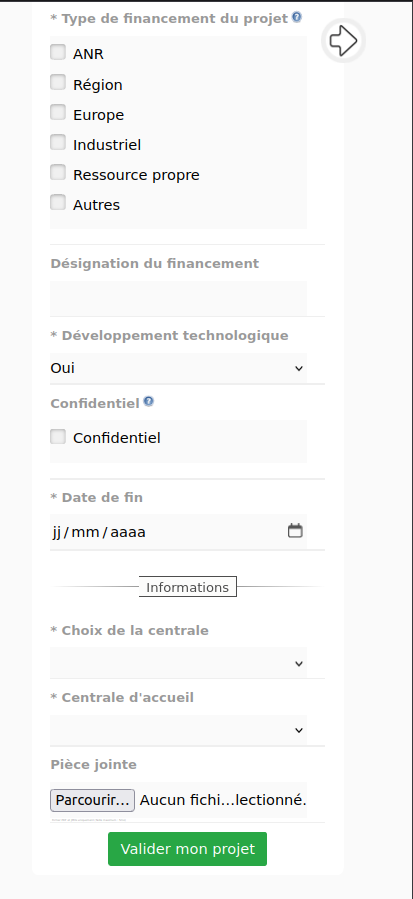 * Type de financement du projet ?
ANR
Région
Europe
Industriel
Ressource propre
Autres
Désignation du financement
* Développement technologique
Oui
Confidentiel ?
Confidentiel
* Date de fin
jj/mm/aaaa
Informations
* Choix de la centrale
* Centrale d'accueil
Pièce jointe
Parcourir... Aucun fichi...lectionné.
Valider mon projet